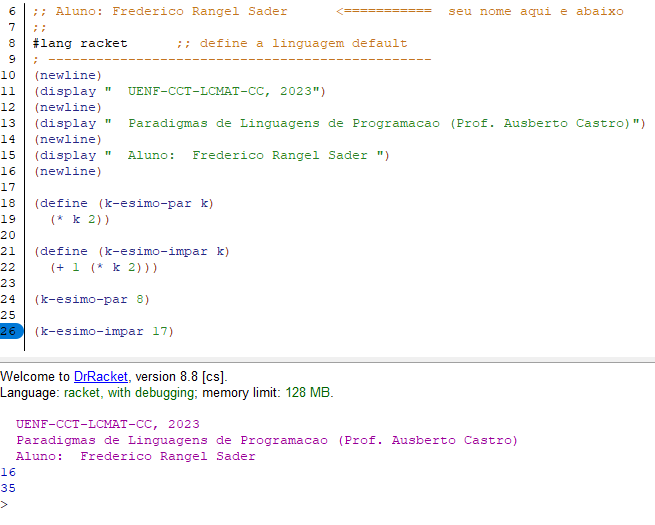 6 ;; Aluno: Frederico Rangel Sader      <===========  seu nome aqui e abaixo
7 ;;
8 #lang racket      ;; define a linguagem default
9 ; ------------------------------------------------
10 (newline)
11 (display "  UENF-CCT-LCMAT-CC, 2023")
12 (newline)
13 (display "  Paradigmas de Linguagens de Programacao (Prof. Ausberto Castro)")
14 (newline)
15 (display "  Aluno:  Frederico Rangel Sader ")
16 (newline)
17
18 (define (k-esimo-par k)
19   (* k 2))
20
21 (define (k-esimo-impar k)
22   (+ 1 (* k 2)))
23
24 (k-esimo-par 8)
25
26 (k-esimo-impar 17)
Welcome to DrRacket, version 8.8 [cs].
Language: racket, with debugging; memory limit: 128 MB.
  UENF-CCT-LCMAT-CC, 2023
  Paradigmas de Linguagens de Programacao (Prof. Ausberto Castro)
  Aluno:  Frederico Rangel Sader
16
35
>